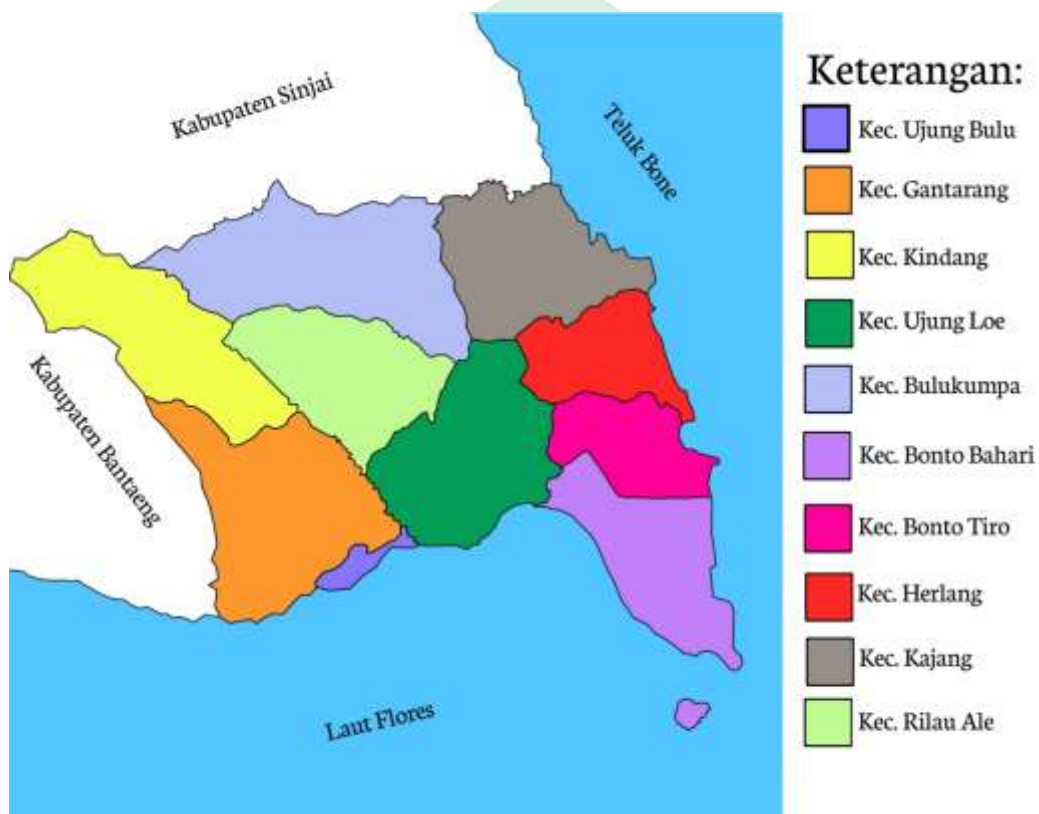 Kabupaten Sinjai
Teluk Bone
Kabupaten Bantaeng
Laut Flores
Keterangan:
Kec. Ujung Bulu
Kec. Gantarang
Kec. Kindang
Kec. Ujung Loe
Kec. Bulukumpa
Kec. Bonto Bahari
Kec. Bonto Tiro
Kec. Herlang
Kec. Kajang
Kec. Rilau Ale